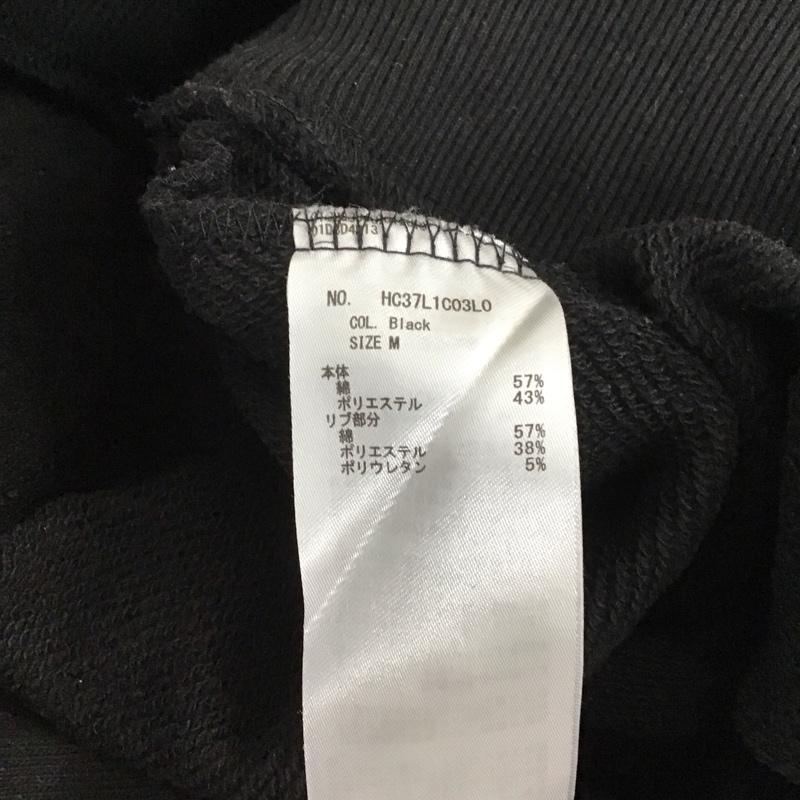 NO. HC37L1C03LO
COL. Black
SIZE M
本体
綿 57%
ポリエステル 43%
リブ部分
綿 57%
ポリエステル 38%
ポリウレタン 5%